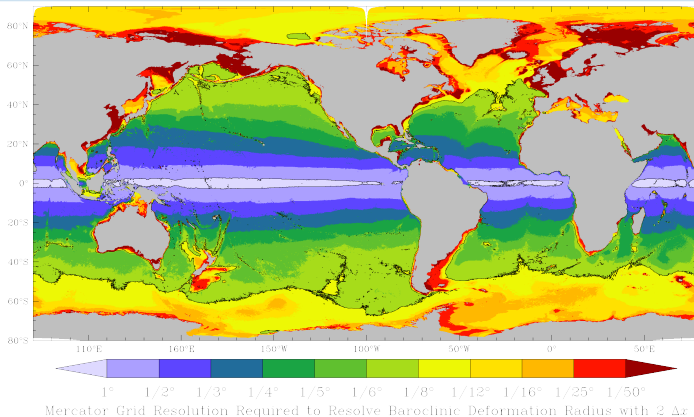 80°N
60°N
40°N
20°N
0°
20°S
40°S
60°S
80°S
110°E 160°E 150°W 100°W 50°W 0° 50°E
1° 1/2° 1/3° 1/4° 1/5° 1/6° 1/8° 1/12° 1/16° 1/25° 1/50°
Mercator Grid Resolution Required to Resolve Baroclinic Deformation Radius with 2 Δx